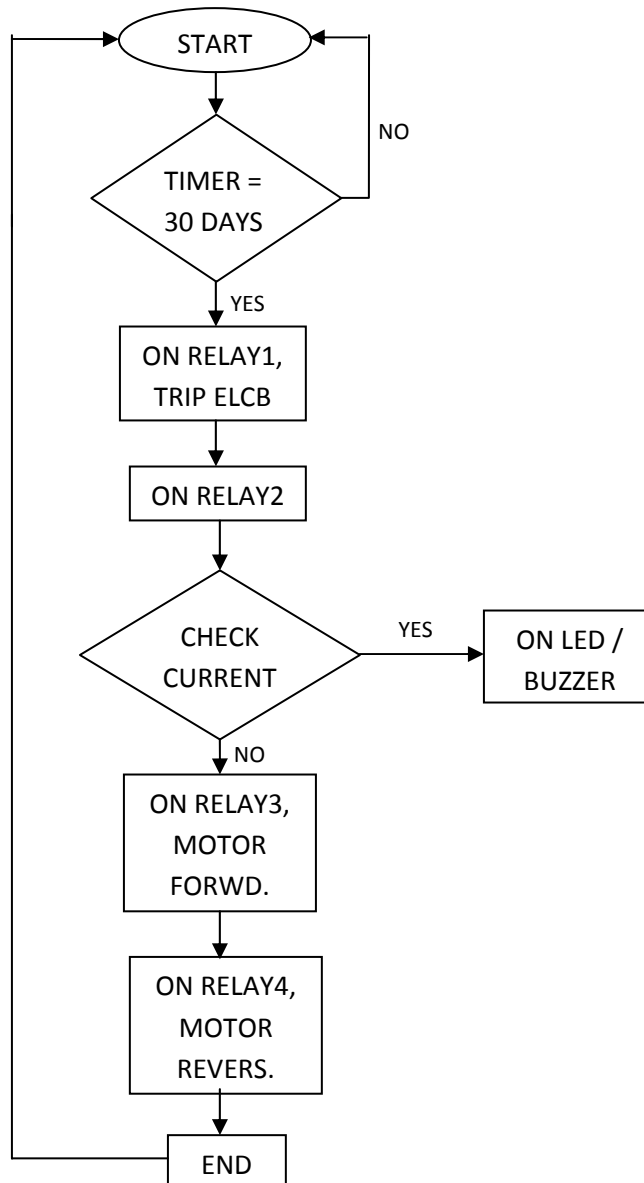 START
NO
TIMER =
30 DAYS
YES
ON RELAY1,
TRIP ELCB
ON RELAY2
CHECK
CURRENT
YES
ON LED /
BUZZER
NO
ON RELAY3,
MOTOR
FORWD.
ON RELAY4,
MOTOR
REVERS.
END